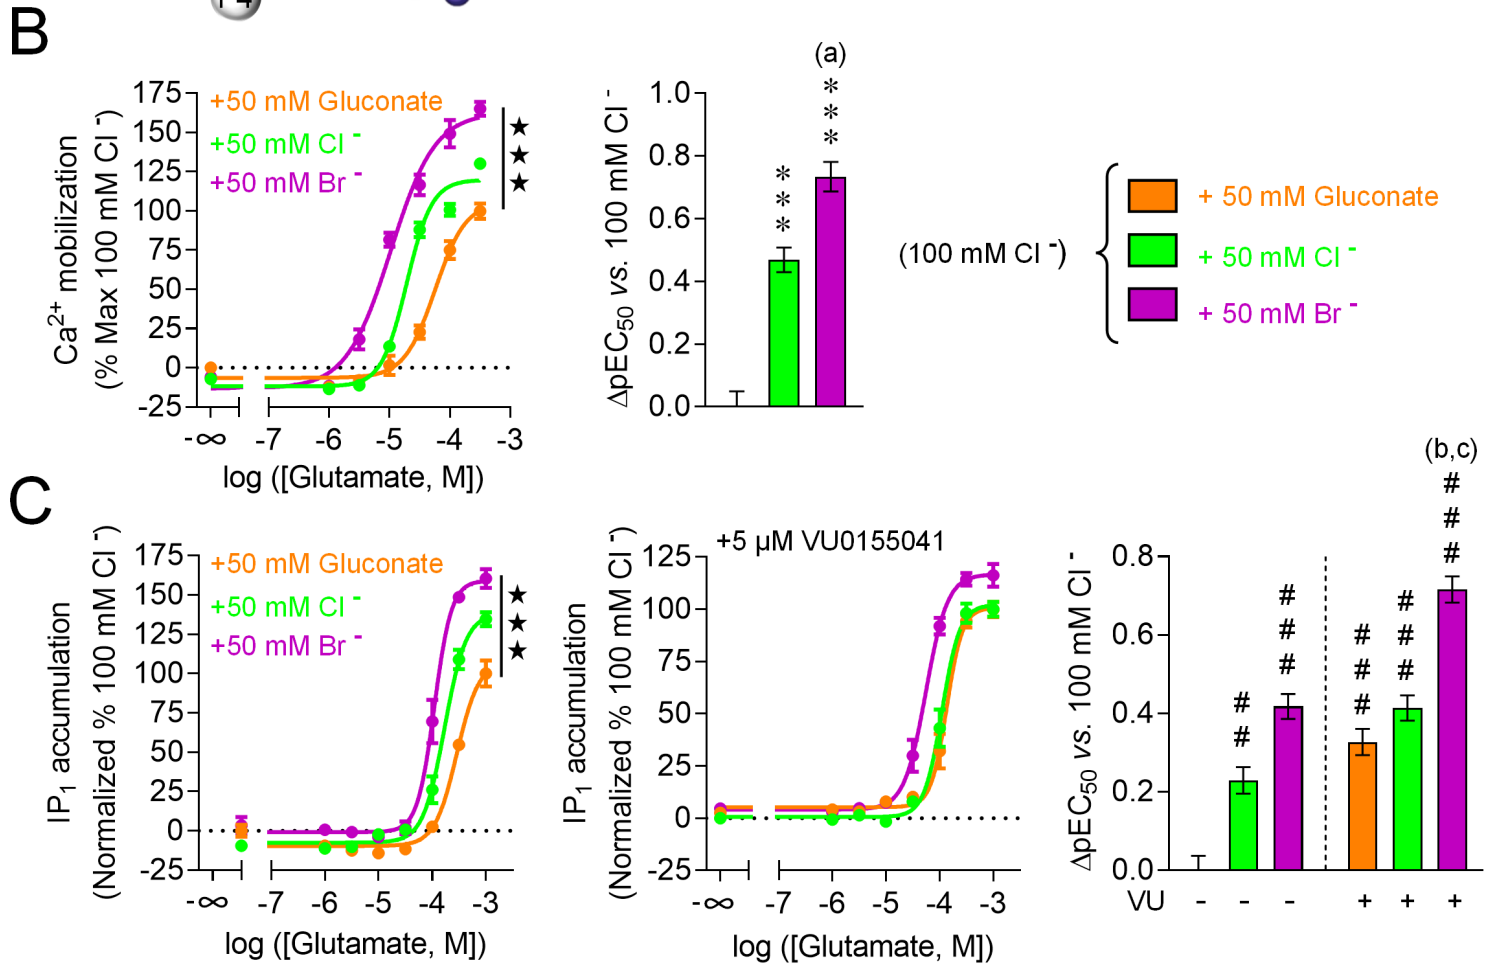 B
175
150
125
100
75
50
25
0
-25
Ca2+ mobilization
(% Max 100 mM Cl -)
+50 mM Gluconate
+50 mM Cl -
+50 mM Br -
★
★
★
-∞ -7 -6 -5 -4 -3
log ([Glutamate, M])
(a)
ΔpEC50 vs. 100 mM Cl -
1.0
0.8
0.6
0.4
0.2
0.0
***
***
(100 mM Cl -)
+ 50 mM Gluconate
+ 50 mM Cl -
+ 50 mM Br -
C
IP1 accumulation
(Normalized % 100 mM Cl -)
175
150
125
100
75
50
25
0
-25
+50 mM Gluconate
+50 mM Cl -
+50 mM Br -
★
★
★
-∞ -7 -6 -5 -4 -3
log ([Glutamate, M])
+5 µM VU0155041
IP1 accumulation
(Normalized % 100 mM Cl -)
125
100
75
50
25
0
-25
-∞ -7 -6 -5 -4 -3
log ([Glutamate, M])
(b,c)
ΔpEC50 vs. 100 mM Cl -
0.8
0.6
0.4
0.2
0.0
##
###
###
###
###
VU - - - + + +